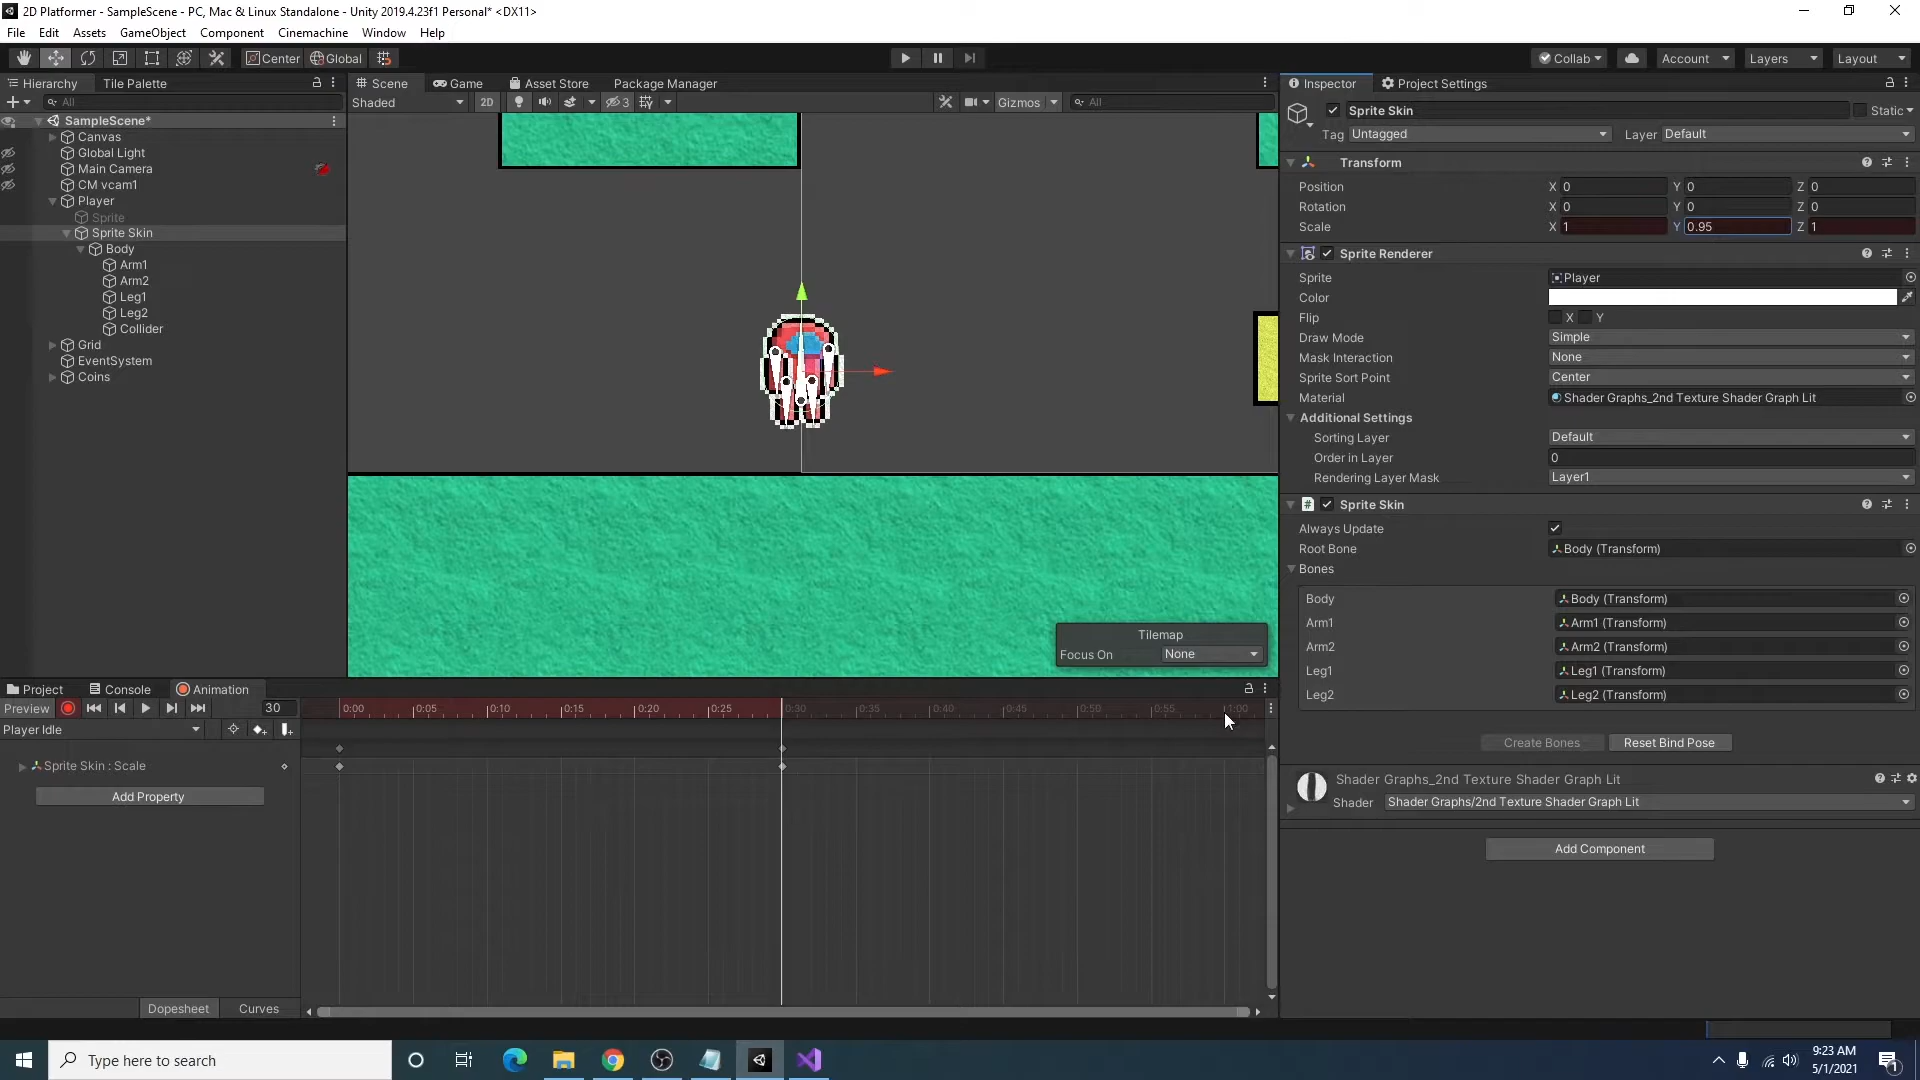 2D Platformer - SampleScene - PC, Mac & Linux Standalone - Unity 2019.4.23f1 Personal* <DX11>
File Edit Assets GameObject Component Cinemachine Window Help
Center Global Collab Account Layers Layout
Hierarchy Tile Palette
All
SampleScene*
Canvas
Global Light
Main Camera
CM vcam1
Player
Sprite
Sprite Skin
Body
Arm1
Arm2
Leg1
Leg2
Collider
Grid
EventSystem
Coins
Scene Game Asset Store Package Manager
Shaded 2D 3 Gizmos All
Tilemap
Focus On None
Inspector Project Settings
Sprite Skin Static
Tag Untagged Layer Default
Transform
Position X 0 Y 0 Z 0
Rotation X 0 Y 0 Z 0
Scale X 1 Y 0.95 Z 1
Sprite Renderer
Sprite Player
Color
Flip X Y
Draw Mode Simple
Mask Interaction None
Sprite Sort Point Center
Material Shader Graphs_2nd Texture Shader Graph Lit
Additional Settings
Sorting Layer Default
Order in Layer 0
Rendering Layer Mask Layer1
Sprite Skin
Always Update
Root Bone Body (Transform)
Bones
Body Body (Transform)
Arm1 Arm1 (Transform)
Arm2 Arm2 (Transform)
Leg1 Leg1 (Transform)
Leg2 Leg2 (Transform)
Create Bones Reset Bind Pose
Shader Graphs_2nd Texture Shader Graph Lit
Shader Shader Graphs/2nd Texture Shader Graph Lit
Add Component
Project Console Animation
Preview 30 0:00 0:05 0:10 0:15 0:20 0:25 0:30 0:35 0:40 0:45 0:50 0:55 1:00
Player Idle
Sprite Skin : Scale
Add Property
Dopesheet Curves
Type here to search
9:23 AM
5/1/2021
1